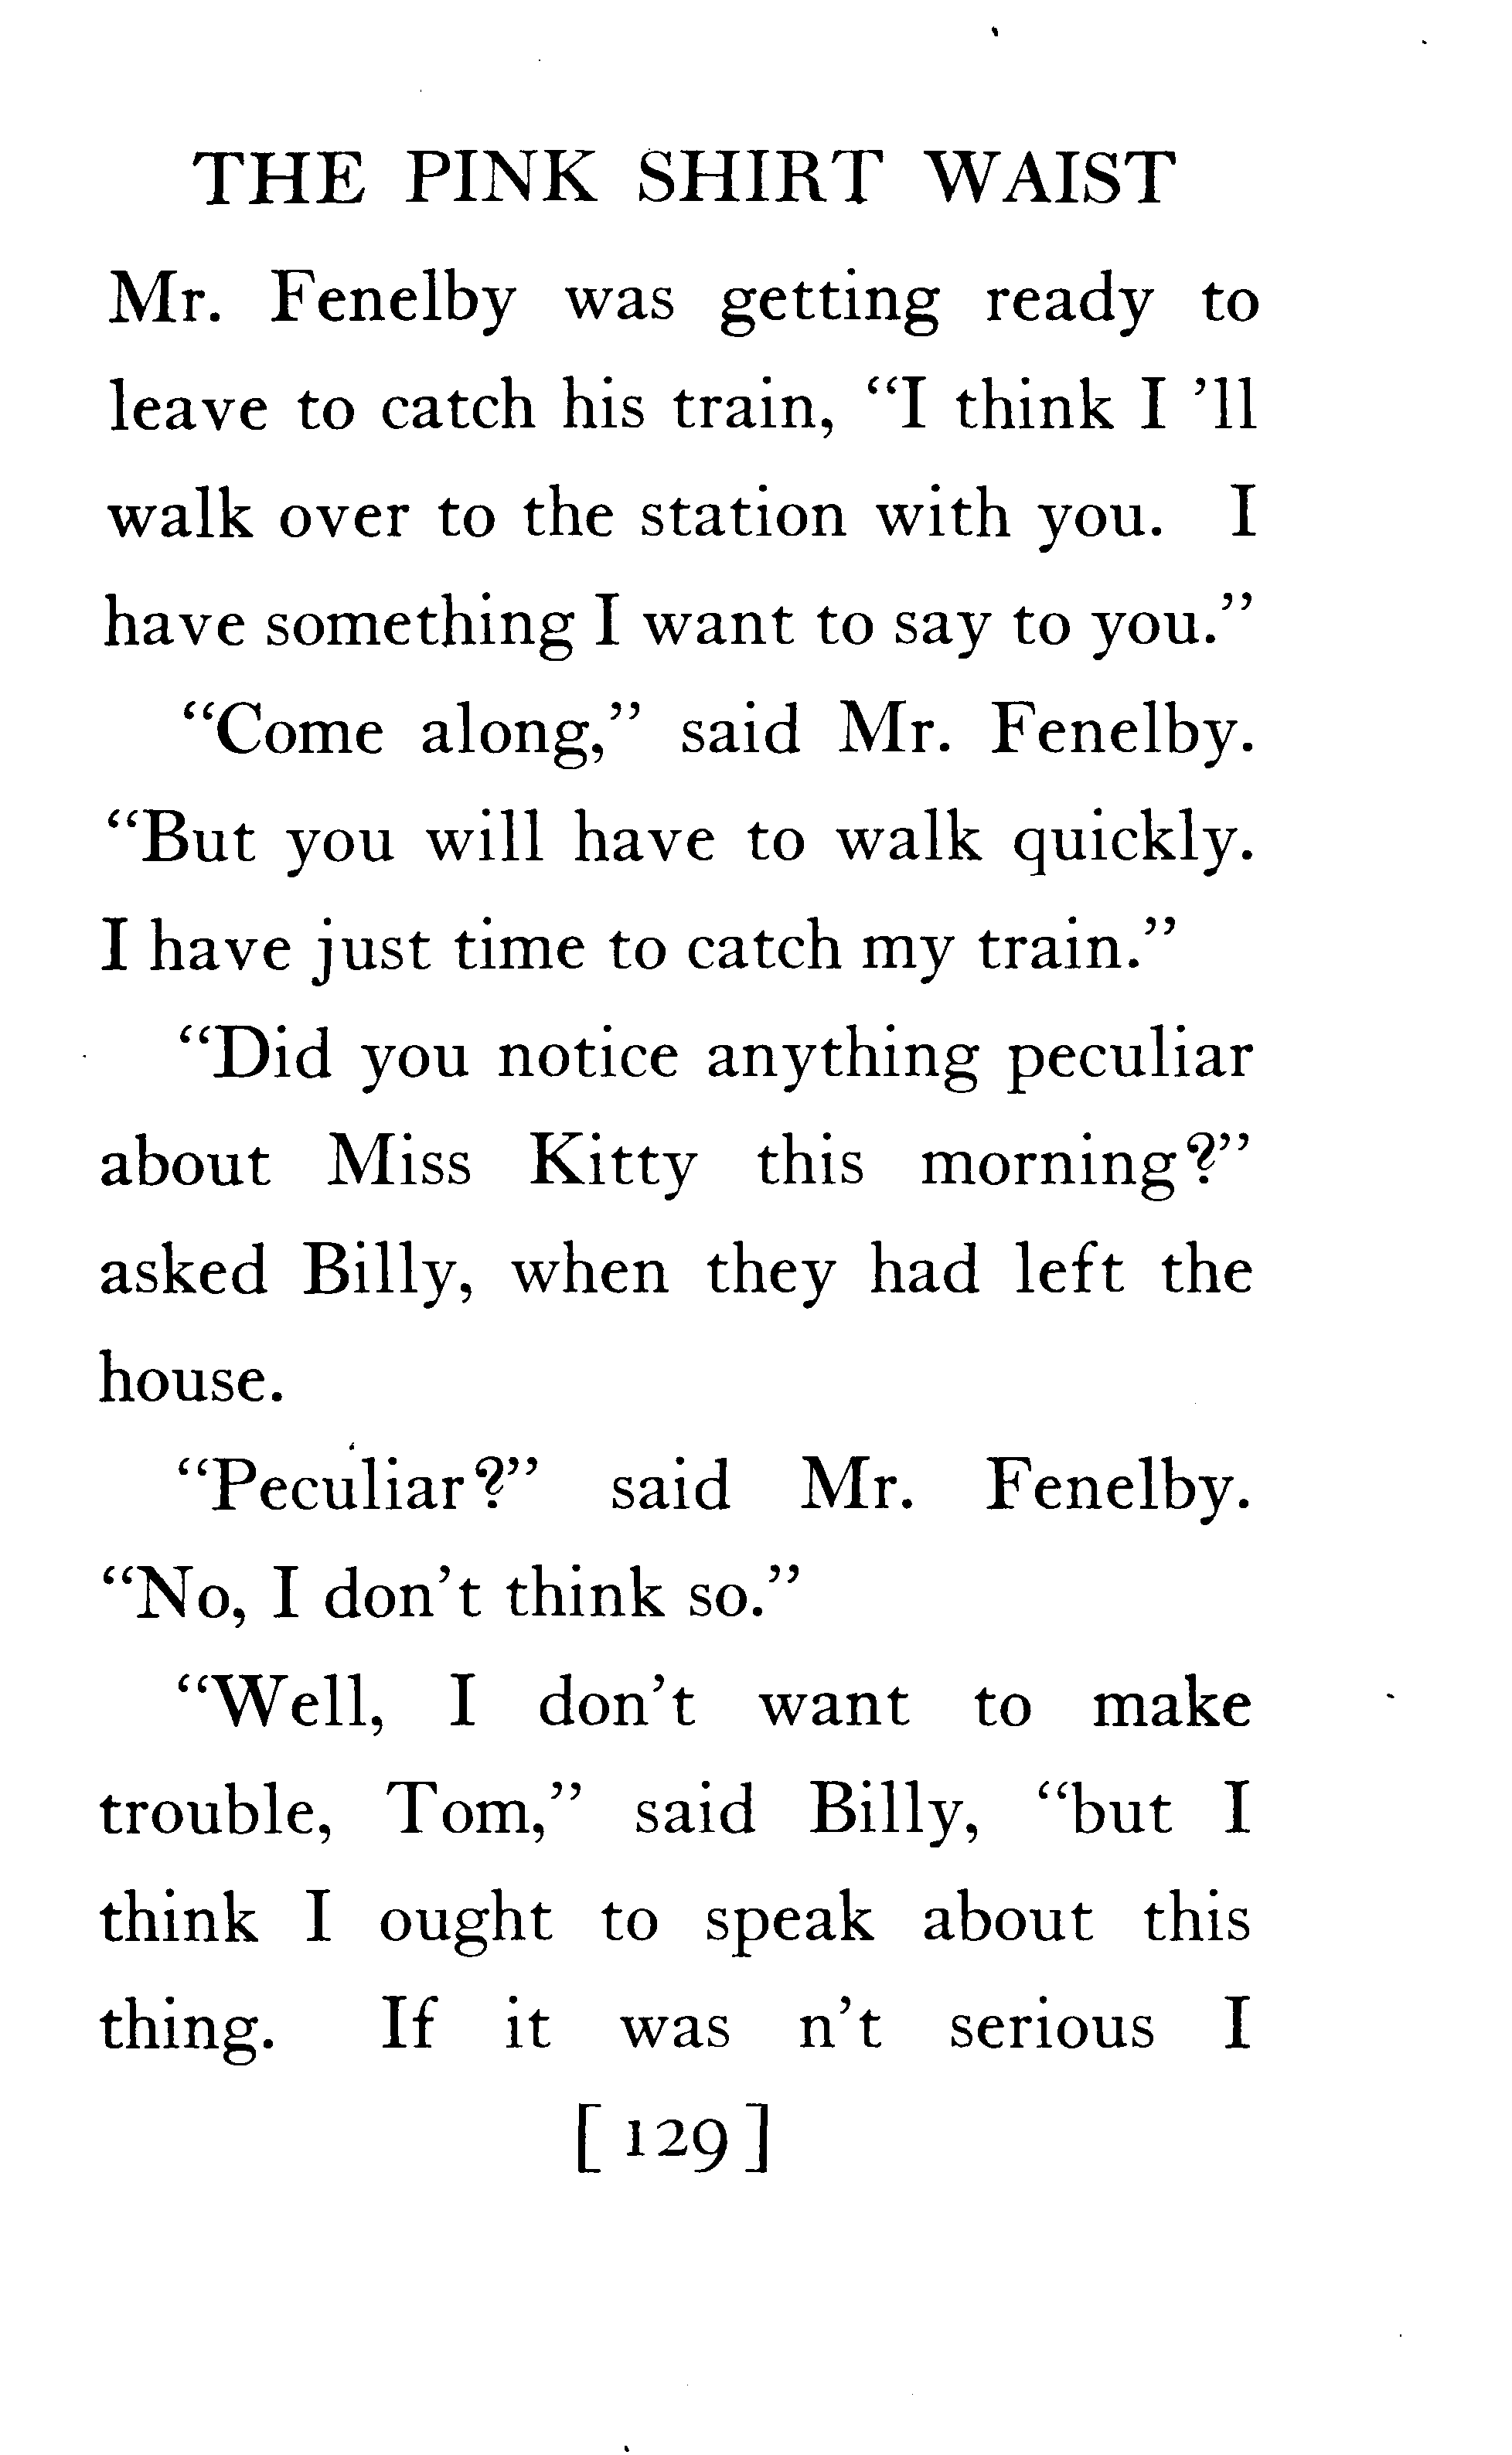 THE PINK SHIRT WAIST
Mr. Fenelby was getting ready to
leave to catch his train, “I think I ’ll
walk over to the station with you. I
have something I want to say to you.”
“Come along,” said Mr. Fenelby.
“But you will have to walk quickly.
I have just time to catch my train.”
“Did you notice anything peculiar
about Miss Kitty this morning?”
asked Billy, when they had left the
house.
“Peculiar?” said Mr. Fenelby.
“No, I don’t think so.”
“Well, I don’t want to make
trouble, Tom,” said Billy, “but I
think I ought to speak about this
thing. If it was n’t serious I
[ 129 ]